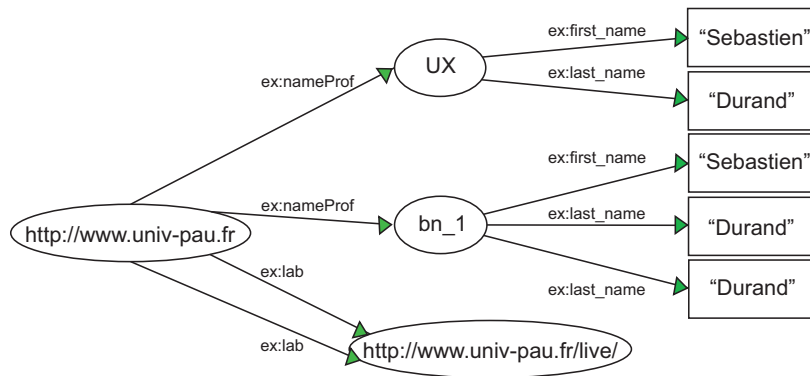 ex:first_name
"Sebastien"
UX
ex:last_name
ex:nameProf
"Durand"
ex:first_name
"Sebastien"
ex:nameProf
ex:last_name
http://www.univ-pau.fr
bn_1
"Durand"
ex:lab
ex:last_name
"Durand"
ex:lab
http://www.univ-pau.fr/live/